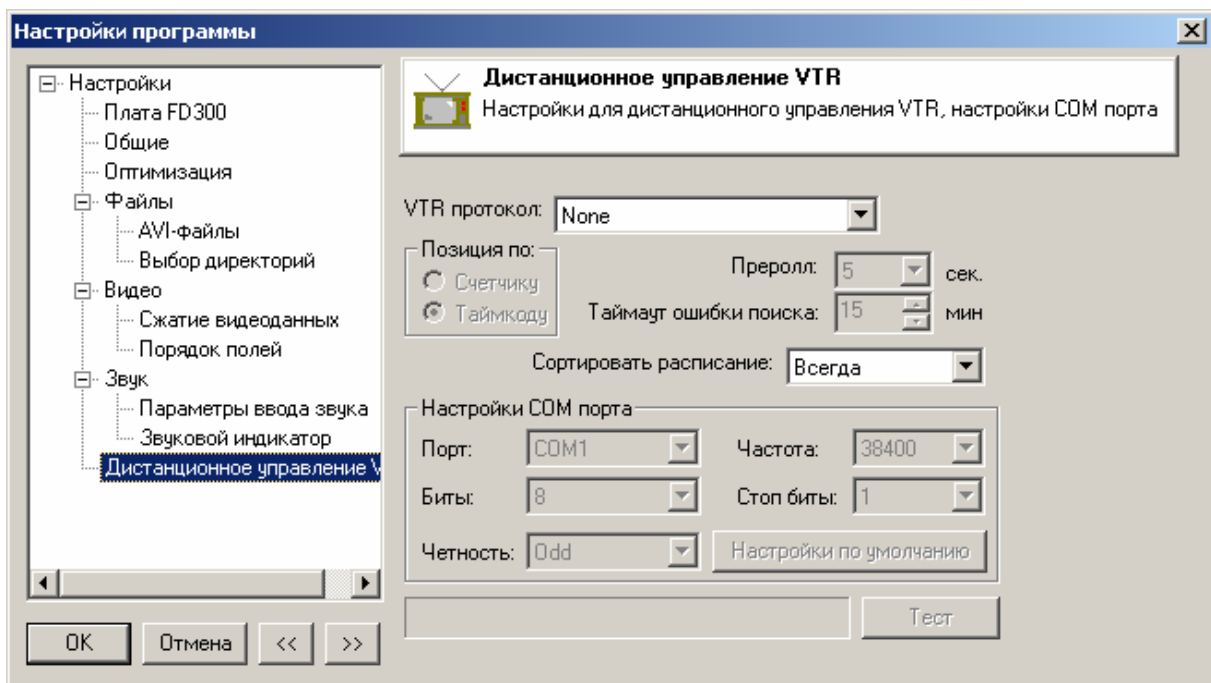 Настройки программы
Настройки
Плата FD300
Общие
Оптимизация
Файлы
AVI-файлы
Выбор директорий
Видео
Сжатие видеоданных
Порядок полей
Звук
Параметры ввода звука
Звуковой индикатор
Дистанционное управление V
OK Отмена << >>
Дистанционное управление VTR
Настройки для дистанционного управления VTR, настройки COM порта
VTR протокол: None
Позиция по:
Счетчику
Таймкоду
Преролл: 5 сек.
Таймаут ошибки поиска: 15 мин
Сортировать расписание: Всегда
Настройки COM порта
Порт: COM1 Частота: 38400
Биты: 8 Стоп биты: 1
Четность: Odd Настройки по умолчанию
Тест